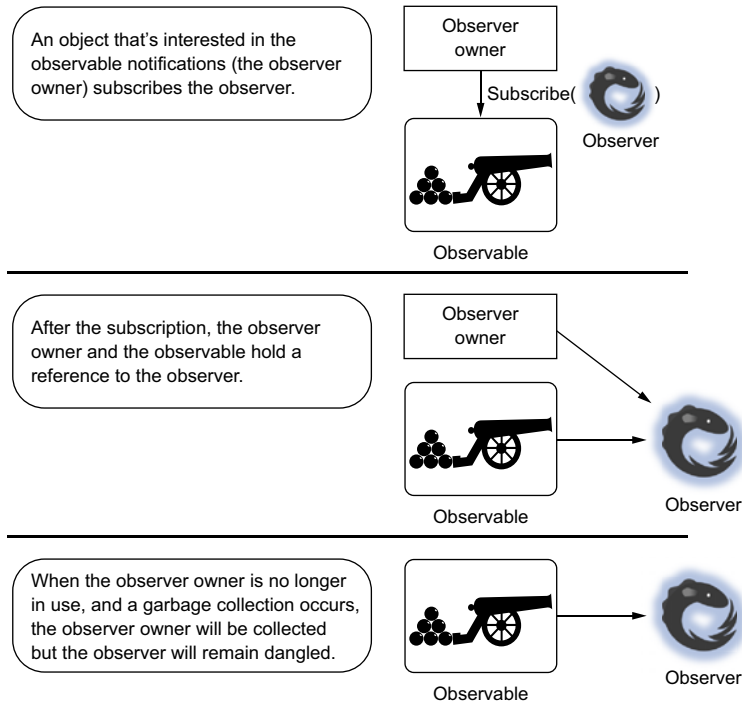 An object that's interested in the
observable notifications (the observer
owner) subscribes the observer.
Observer
owner
Subscribe( )
Observer
Observable
After the subscription, the observer
owner and the observable hold a
reference to the observer.
Observer
owner
Observable
Observer
When the observer owner is no longer
in use, and a garbage collection occurs,
the observer owner will be collected
but the observer will remain dangled.
Observable
Observer